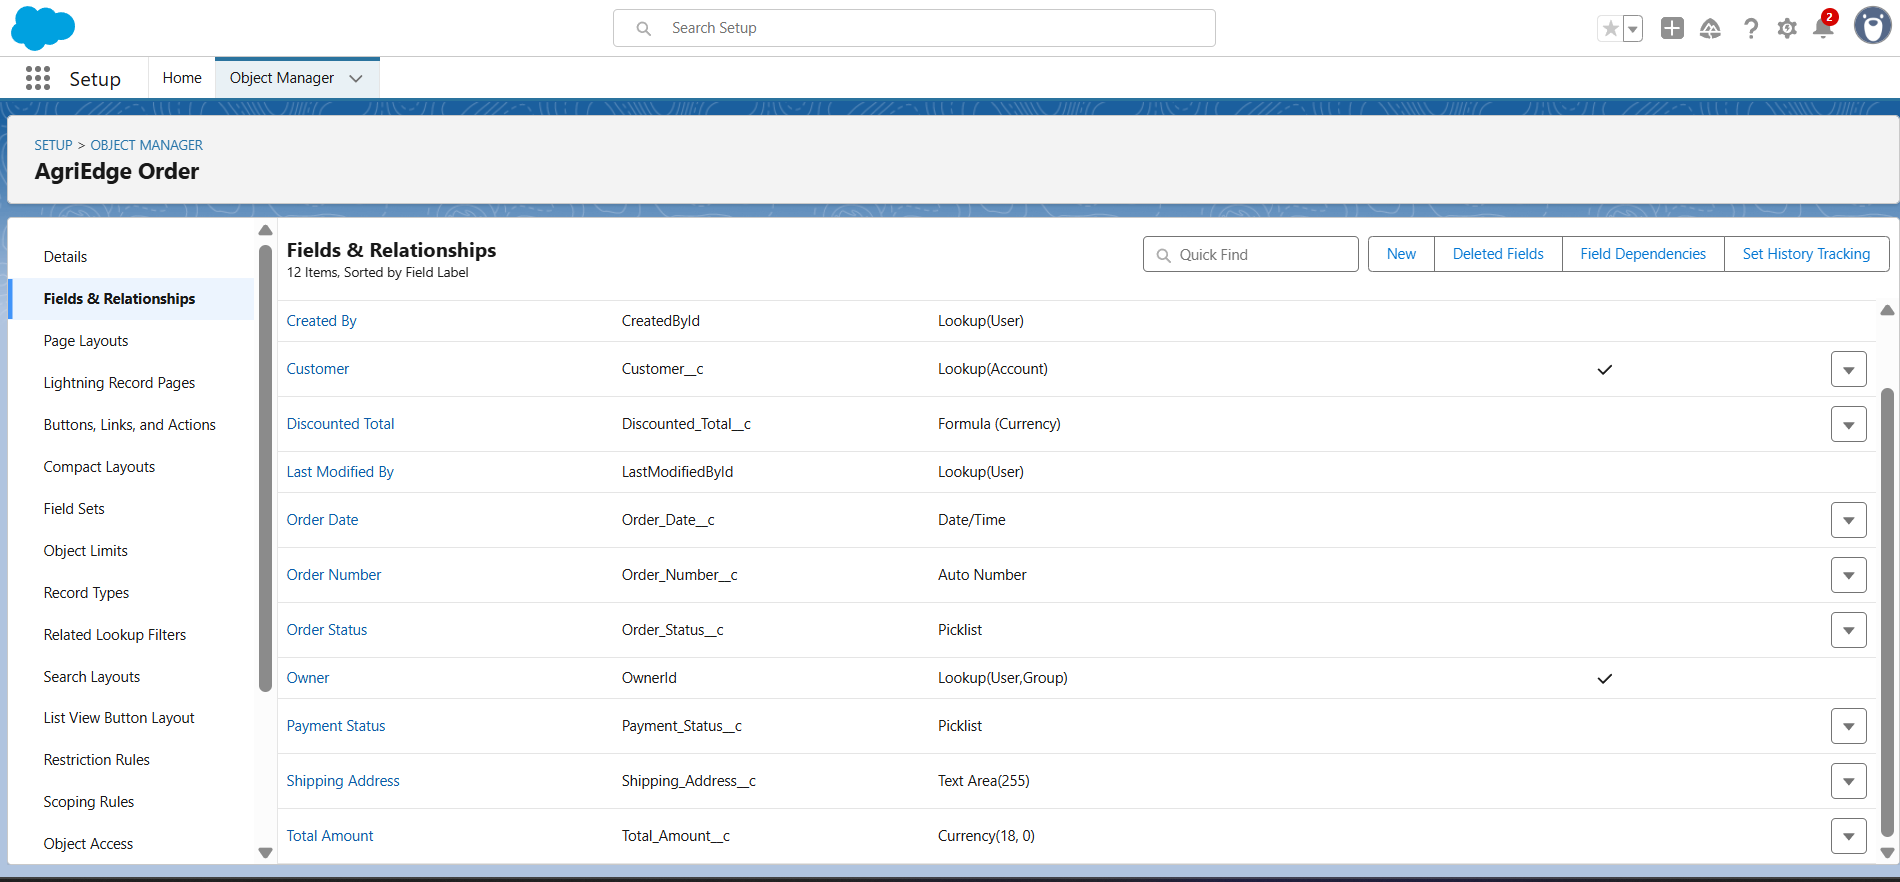 Search Setup
2
Setup
Home
Object Manager
SETUP > OBJECT MANAGER
AgriEdge Order
Details
Fields & Relationships
Page Layouts
Lightning Record Pages
Buttons, Links, and Actions
Compact Layouts
Field Sets
Object Limits
Record Types
Related Lookup Filters
Search Layouts
List View Button Layout
Restriction Rules
Scoping Rules
Object Access
Fields & Relationships
12 Items, Sorted by Field Label
Quick Find
New
Deleted Fields
Field Dependencies
Set History Tracking
Created By CreatedById Lookup(User)
Customer Customer__c Lookup(Account)
Discounted Total Discounted_Total__c Formula (Currency)
Last Modified By LastModifiedById Lookup(User)
Order Date Order_Date__c Date/Time
Order Number Order_Number__c Auto Number
Order Status Order_Status__c Picklist
Owner OwnerId Lookup(User,Group)
Payment Status Payment_Status__c Picklist
Shipping Address Shipping_Address__c Text Area(255)
Total Amount Total_Amount__c Currency(18, 0)